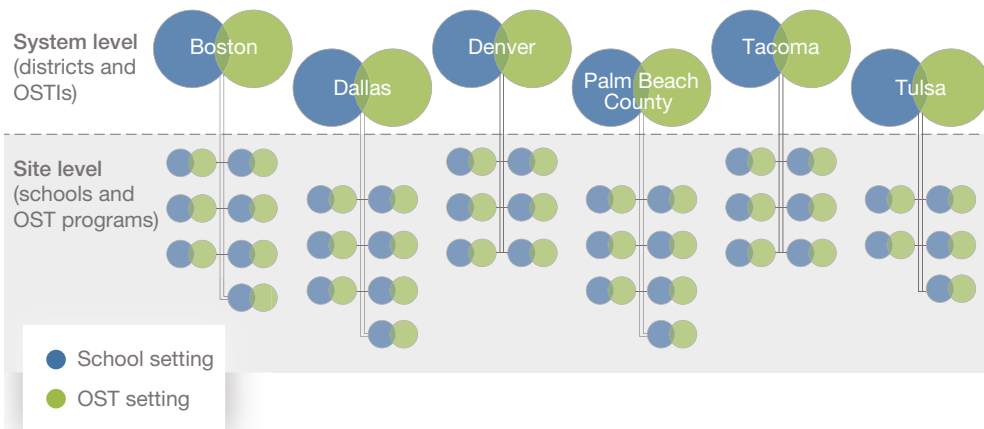 System level
(districts and
OSTIs)
Boston
Dallas
Denver
Palm Beach
County
Tacoma
Tulsa
Site level
(schools and
OST programs)
School setting
OST setting